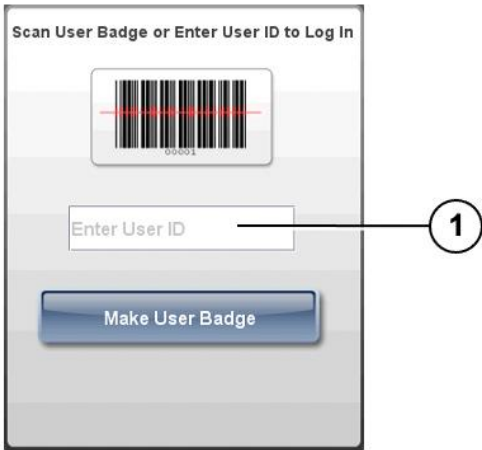 Scan User Badge or Enter User ID to Log In
00001
Enter User ID
1
Make User Badge